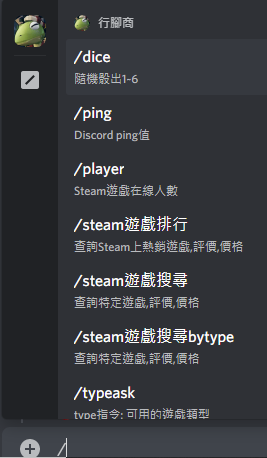 行腳商
/dice
隨機骰出1~6
/ping
Discord ping值
/player
Steam遊戲在線人數
/steam遊戲排行
查詢Steam上熱銷遊戲,評價,價格
/steam遊戲搜尋
查詢特定遊戲,評價,價格
/steam遊戲搜尋bytype
查詢特定遊戲,評價,價格
/typeask
type指令: 可用的遊戲類型
/